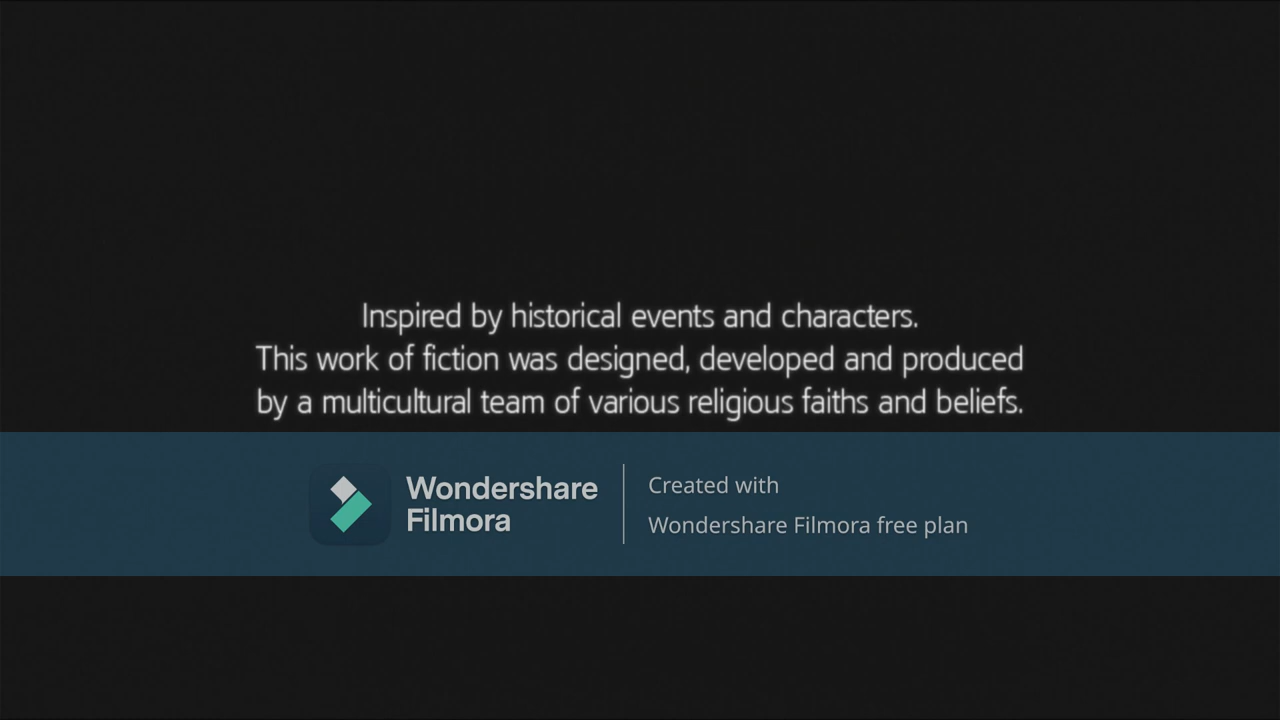 Inspired by historical events and characters.
This work of fiction was designed, developed and produced
by a multicultural team of various religious faiths and beliefs.
Wondershare
Filmora
Created with
Wondershare Filmora free plan